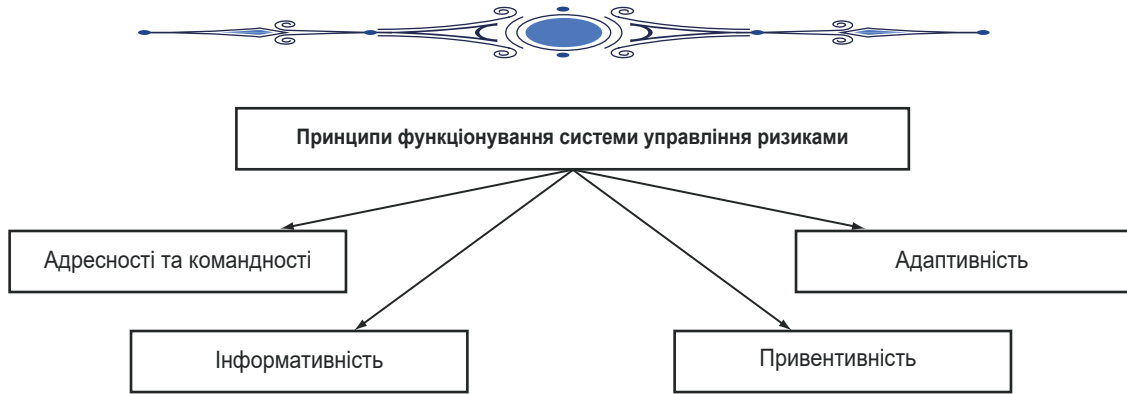 Принципи функціонування системи управління ризиками
Адресності та командності
Адаптивність
Інформативність
Привентивність